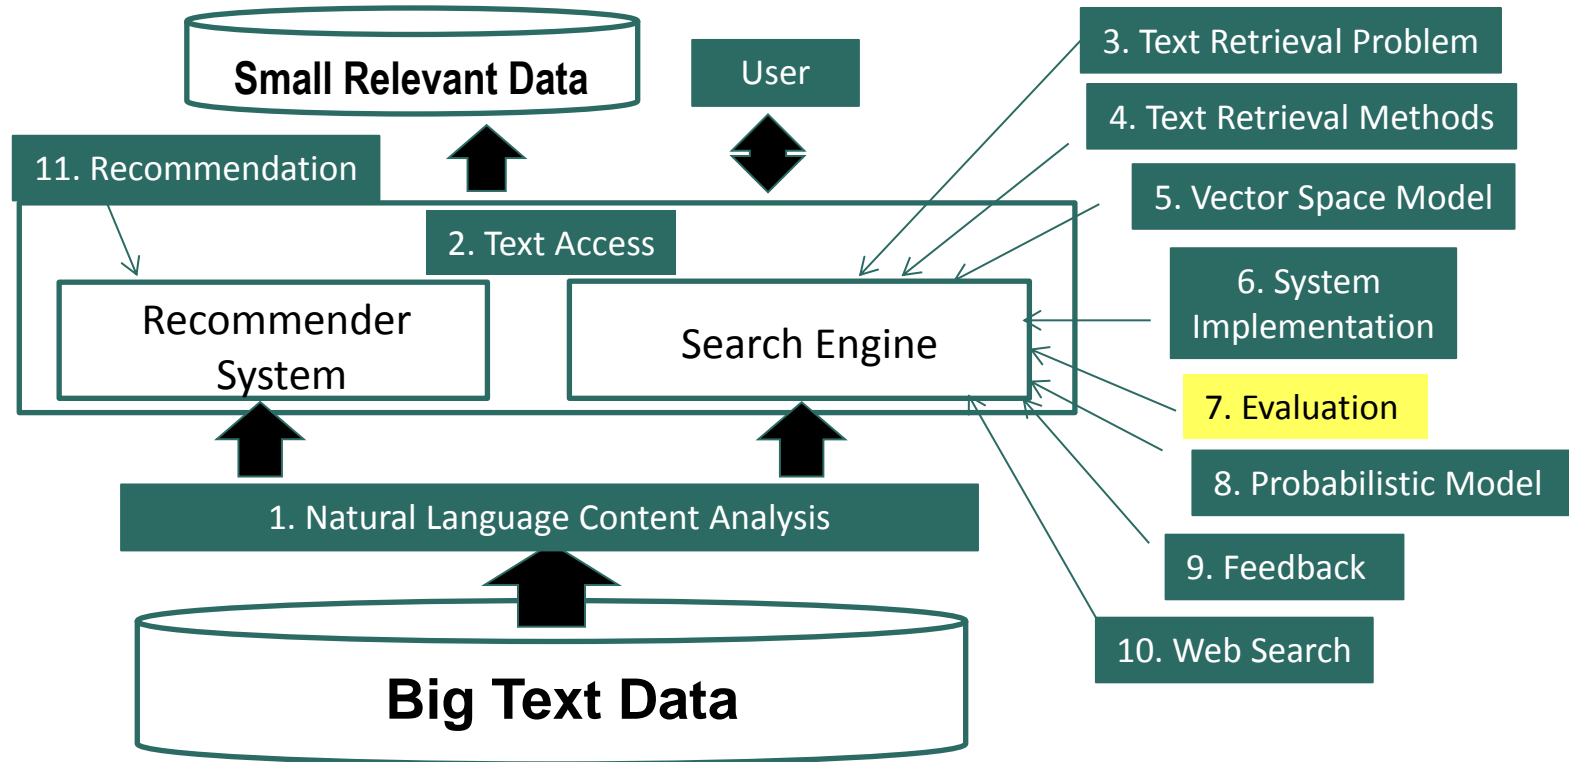 Small Relevant Data
User
3. Text Retrieval Problem
4. Text Retrieval Methods
11. Recommendation
5. Vector Space Model
2. Text Access
6. System
Implementation
Recommender
System
Search Engine
7. Evaluation
8. Probabilistic Model
1. Natural Language Content Analysis
9. Feedback
10. Web Search
Big Text Data